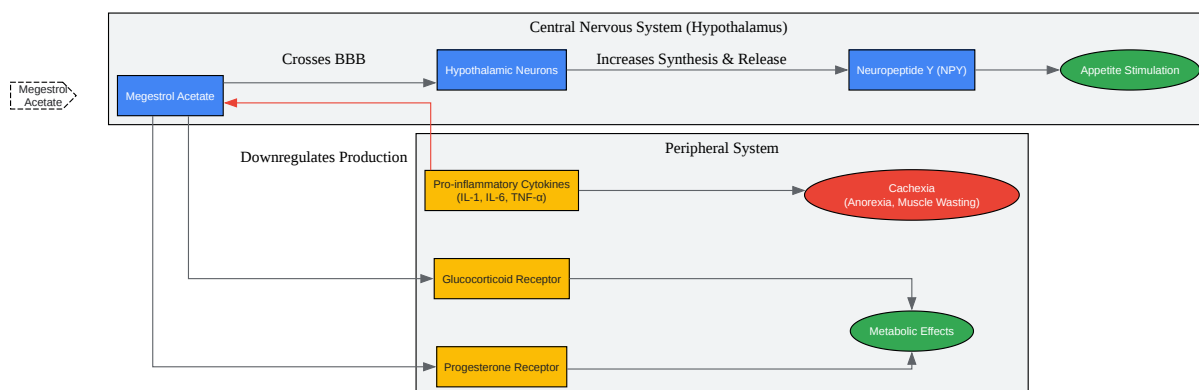 Central Nervous System (Hypothalamus)
Crosses BBB
Increases Synthesis & Release
Hypothalamic Neurons
Neuropeptide Y (NPY)
Appetite Stimulation
Megestrol
Acetate
Megestrol Acetate
Downregulates Production
Peripheral System
Pro-inflammatory Cytokines
(IL-1, IL-6, TNF-α)
Cachexia
(Anorexia, Muscle Wasting)
Glucocorticoid Receptor
Metabolic Effects
Progesterone Receptor